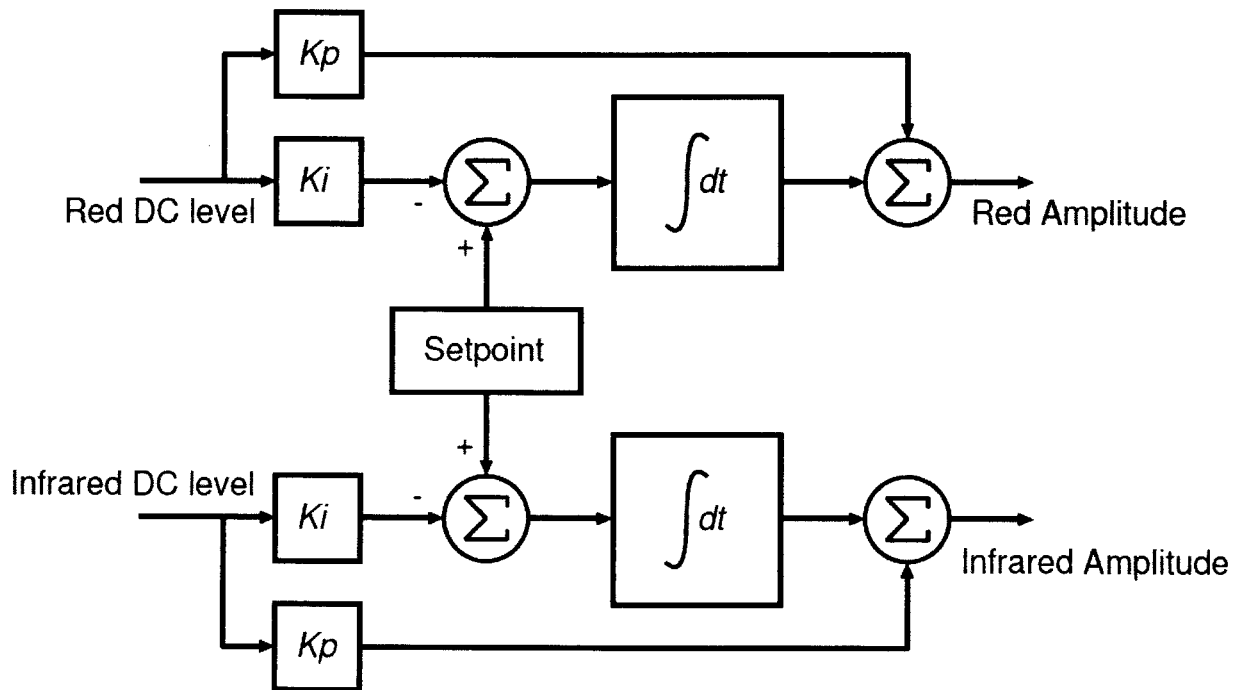 Kp
Ki
Σ
∫dt
Σ
Red DC level
-
Red Amplitude
+
Setpoint
+
Infrared DC level
-
Ki
Σ
∫dt
Σ
Infrared Amplitude
Kp